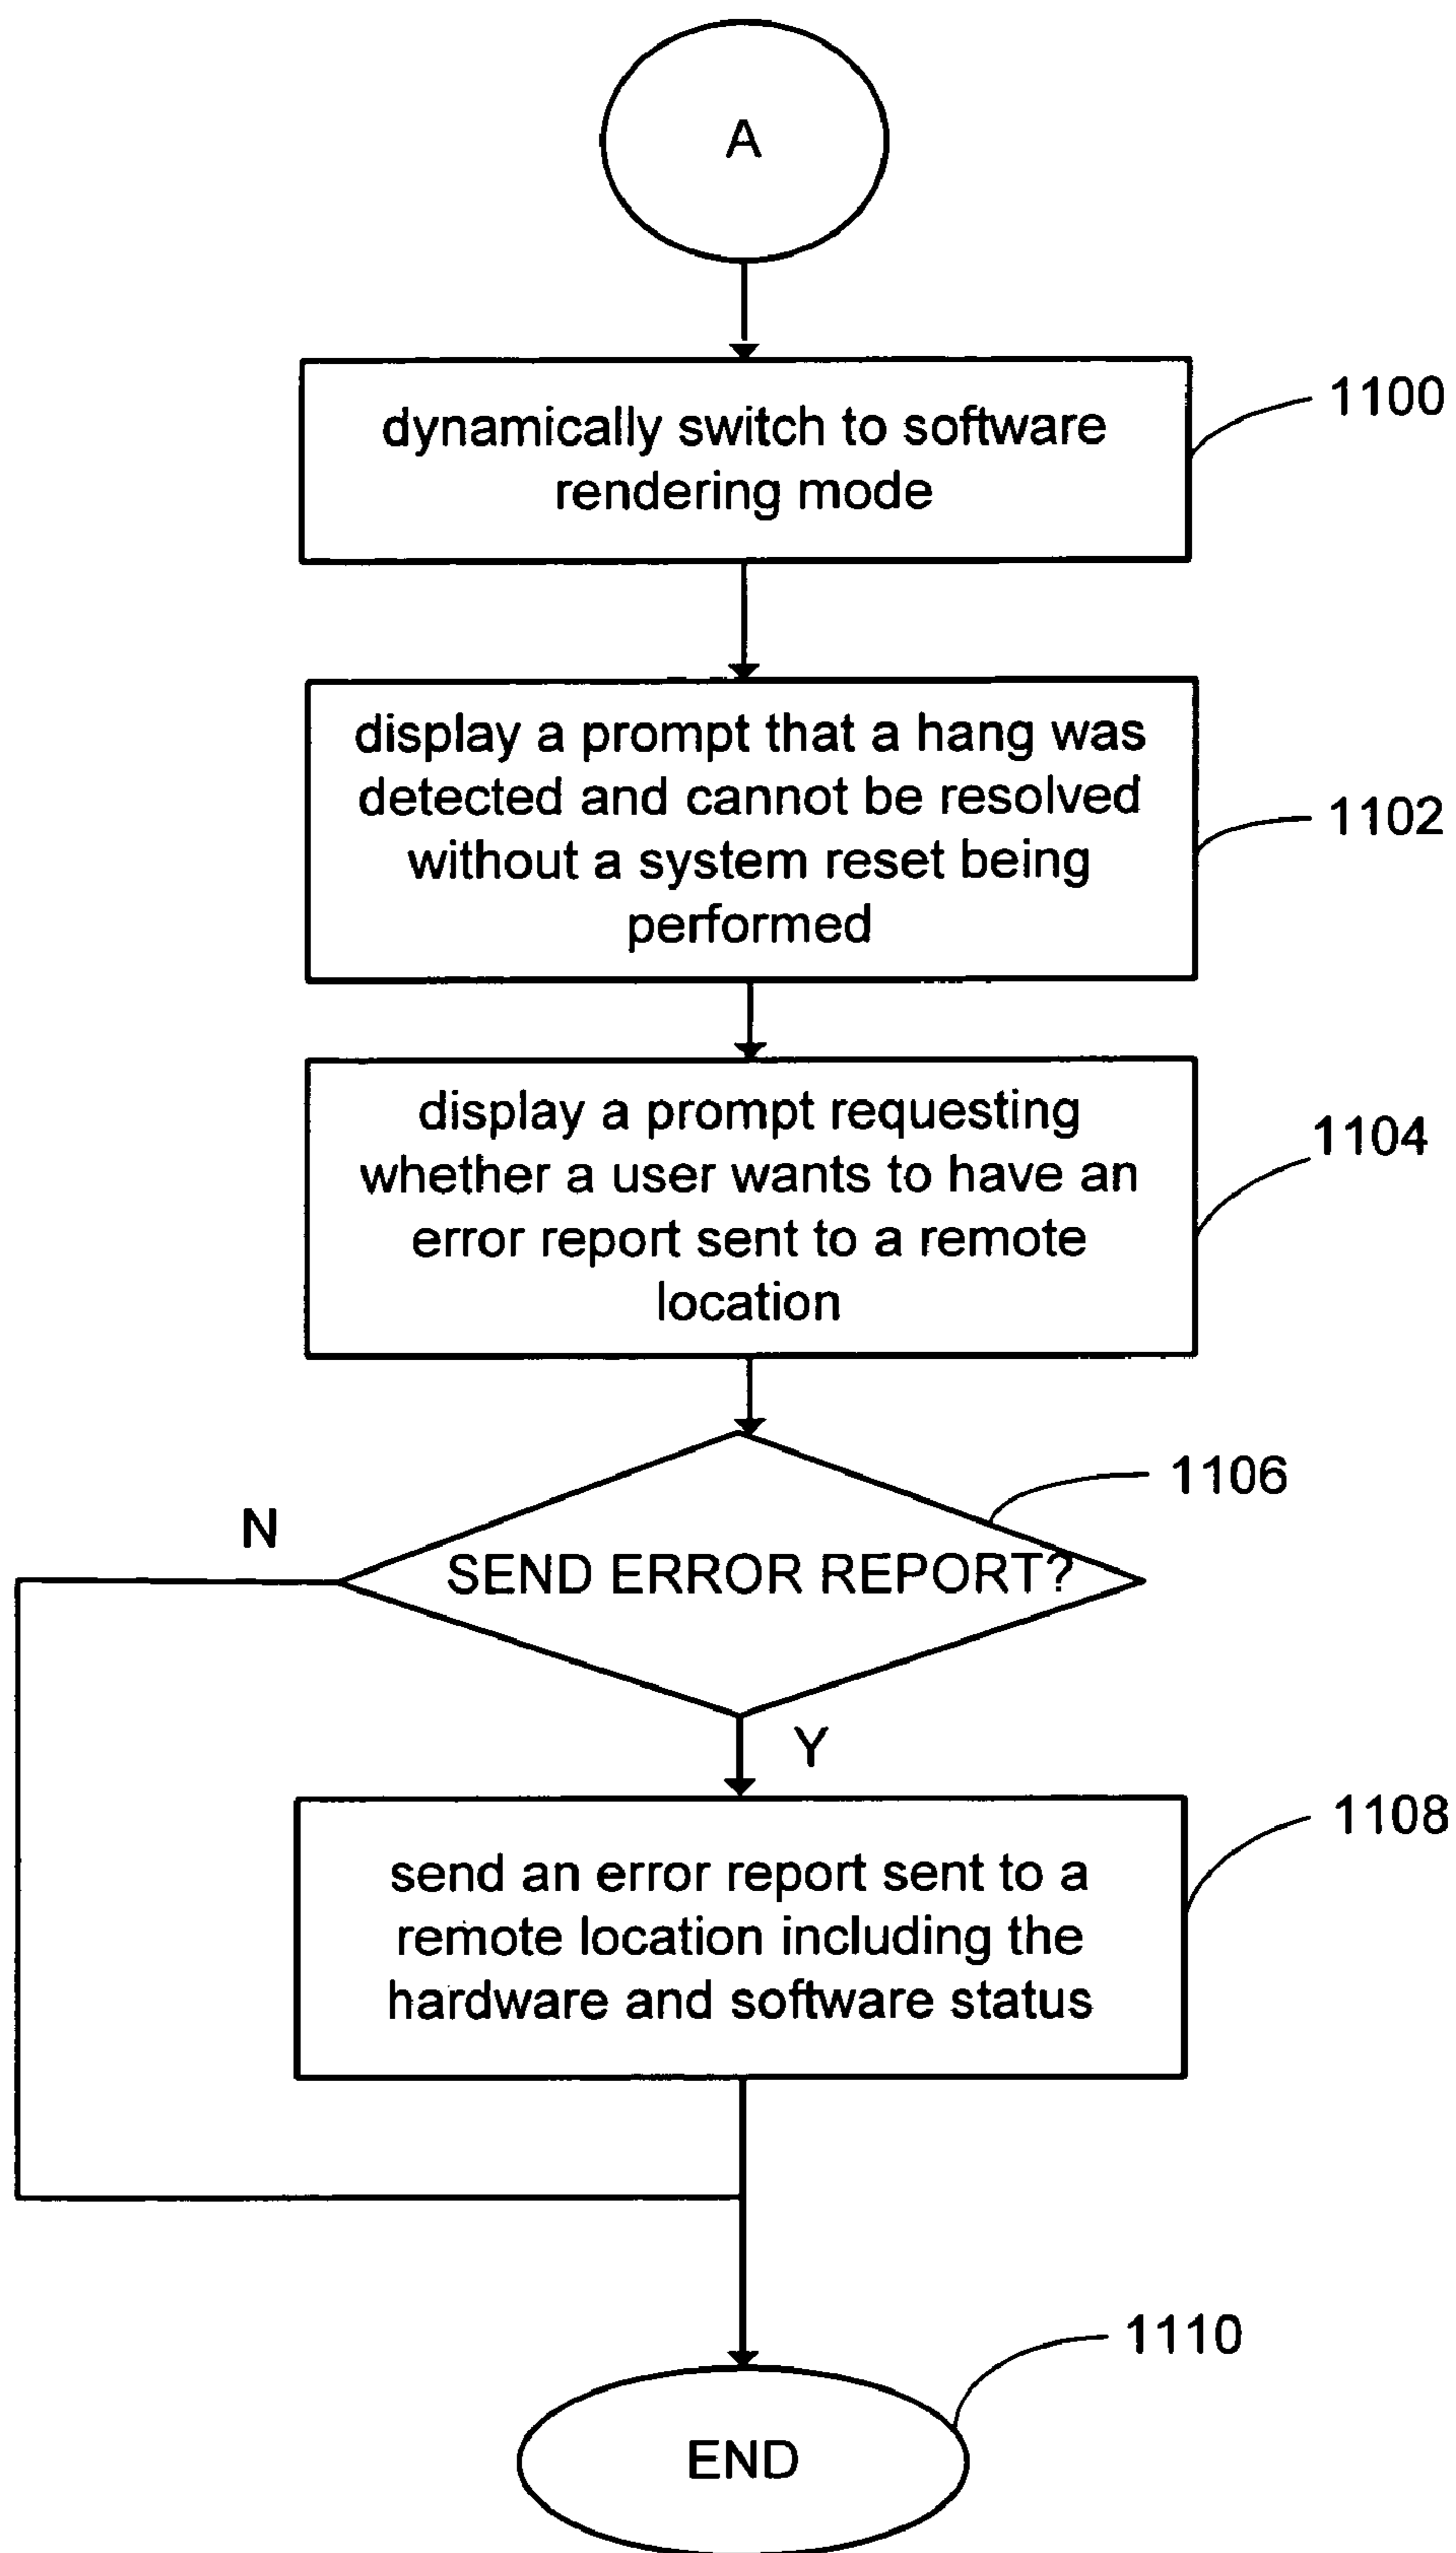 A
dynamically switch to software
rendering mode
1100
display a prompt that a hang was
detected and cannot be resolved
without a system reset being
performed
1102
display a prompt requesting
whether a user wants to have an
error report sent to a remote
location
1104
SEND ERROR REPORT?
1106
N
Y
send an error report sent to a
remote location including the
hardware and software status
1108
END
1110